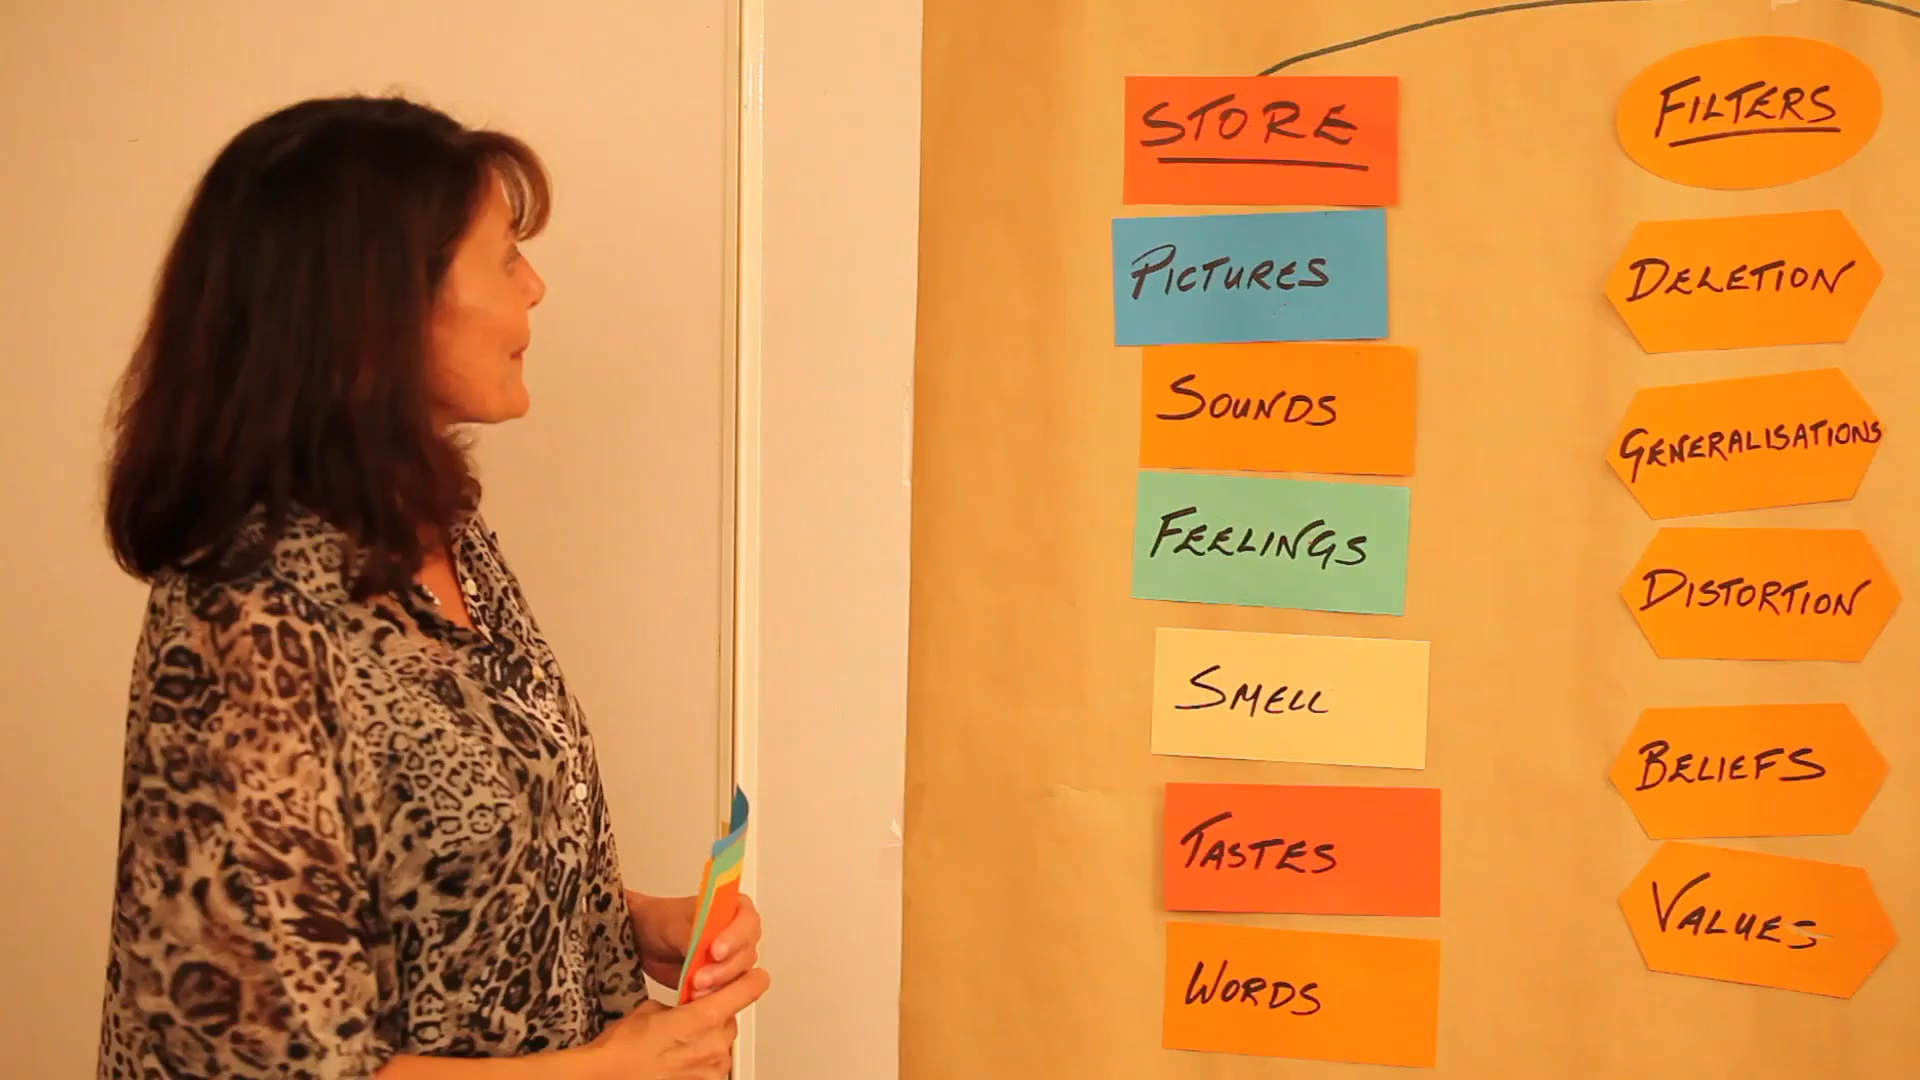 STORE
PICTURES
SOUNDS
FEELINGS
SMELL
TASTES
WORDS
FILTERS
DELETION
GENERALISATIONS
DISTORTION
BELIEFS
VALUES